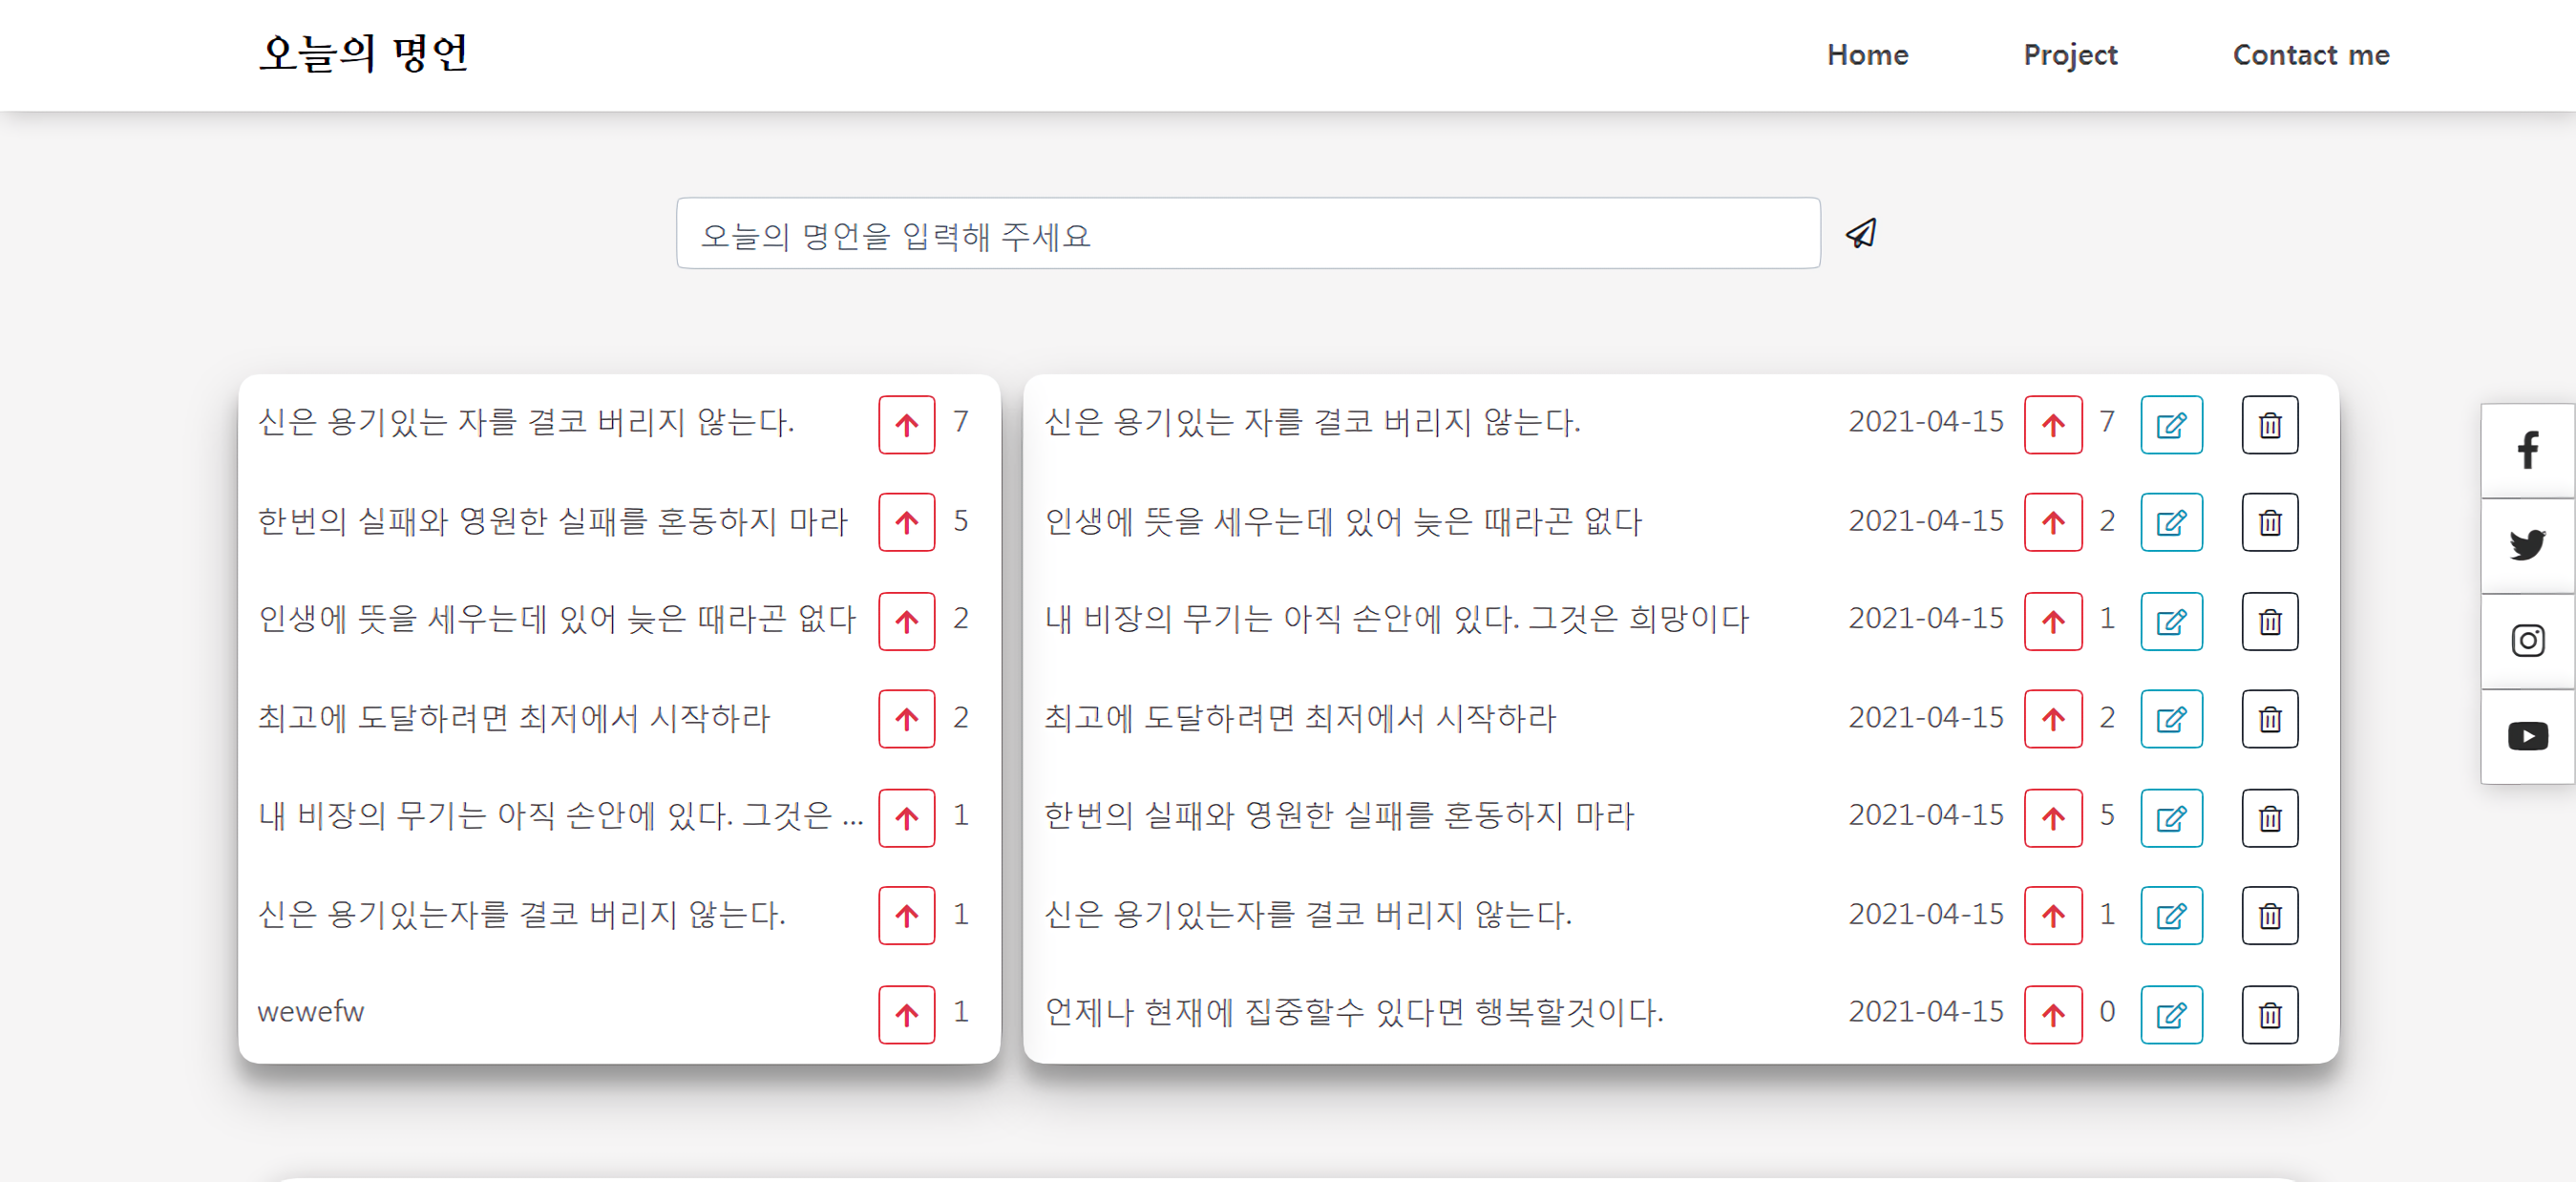 오늘의 명언
Home Project Contact me
오늘의 명언을 입력해 주세요
신은 용기있는 자를 결코 버리지 않는다. 7
한번의 실패와 영원한 실패를 혼동하지 마라 5
인생에 뜻을 세우는데 있어 늦은 때라곤 없다 2
최고에 도달하려면 최저에서 시작하라 2
내 비장의 무기는 아직 손안에 있다. 그것은 ... 1
신은 용기있는자를 결코 버리지 않는다. 1
wewefw 1
신은 용기있는 자를 결코 버리지 않는다. 2021-04-15 7
인생에 뜻을 세우는데 있어 늦은 때라곤 없다 2021-04-15 2
내 비장의 무기는 아직 손안에 있다. 그것은 희망이다 2021-04-15 1
최고에 도달하려면 최저에서 시작하라 2021-04-15 2
한번의 실패와 영원한 실패를 혼동하지 마라 2021-04-15 5
신은 용기있는자를 결코 버리지 않는다. 2021-04-15 1
언제나 현재에 집중할수 있다면 행복할것이다. 2021-04-15 0